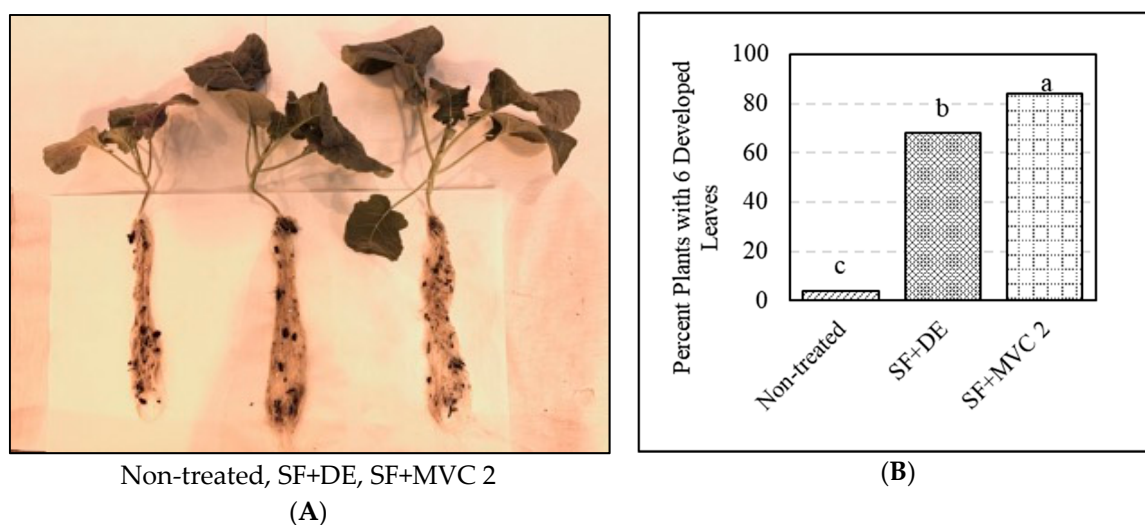 Non-treated, SF+DE, SF+MVC 2
(A)
Percent Plants with 6 Developed
Leaves
100
80
60
40
20
0
c
b
a
Non-treated
SF+DE
SF+MVC 2
(B)